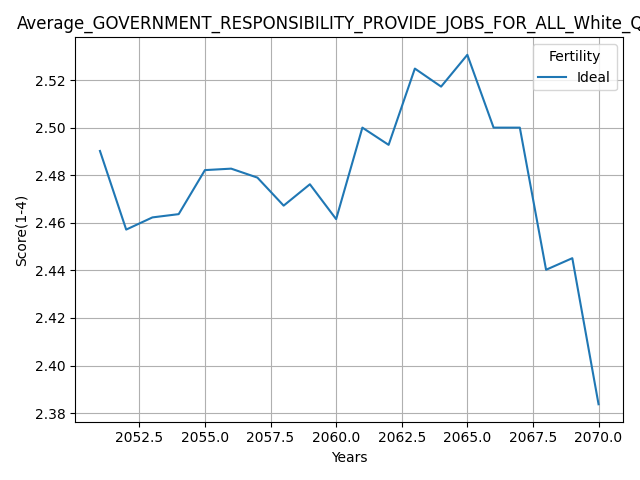 Average_GOVERNMENT_RESPONSIBILITY_PROVIDE_JOBS_FOR_ALL_White_Q
Fertility
Ideal
2.52
2.50
2.48
2.46
2.44
2.42
2.40
2.38
Score(1-4)
2052.5 2055.0 2057.5 2060.0 2062.5 2065.0 2067.5 2070.0
Years